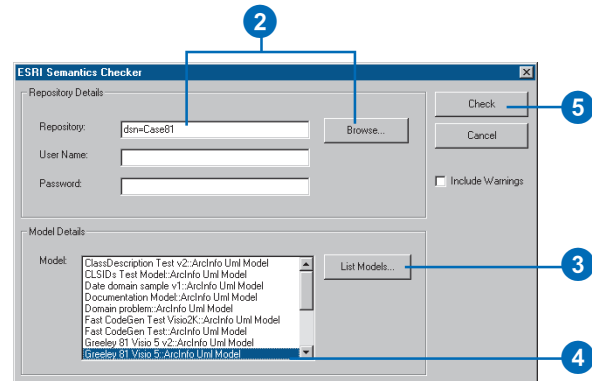 2
ESRI Semantics Checker
Repository Details
Repository:
dsn=Case81
Browse...
Check
5
User Name:
Cancel
Password:
Include Warnings
Model Details
Model:
ClassDescription Test v2::ArcInfo Uml Model
CLSIDs Test Model::ArcInfo Uml Model
Date domain sample v1::ArcInfo Uml Model
Documentation Model::ArcInfo Uml Model
Domain problem::ArcInfo Uml Model
Fast CodeGen Test Visio2K::ArcInfo Uml Model
Fast CodeGen Test::ArcInfo Uml Model
Greeley 81 Visio 5 v2::ArcInfo Uml Model
Greeley 81 Visio 5::ArcInfo Uml Model
List Models...
3
4